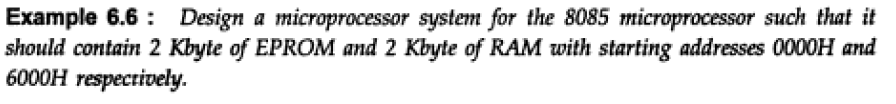 Example 6.6 : Design a microprocessor system for the 8085 microprocessor such that it
should contain 2 Kbyte of EPROM and 2 Kbyte of RAM with starting addresses 0000H and
6000H respectively.